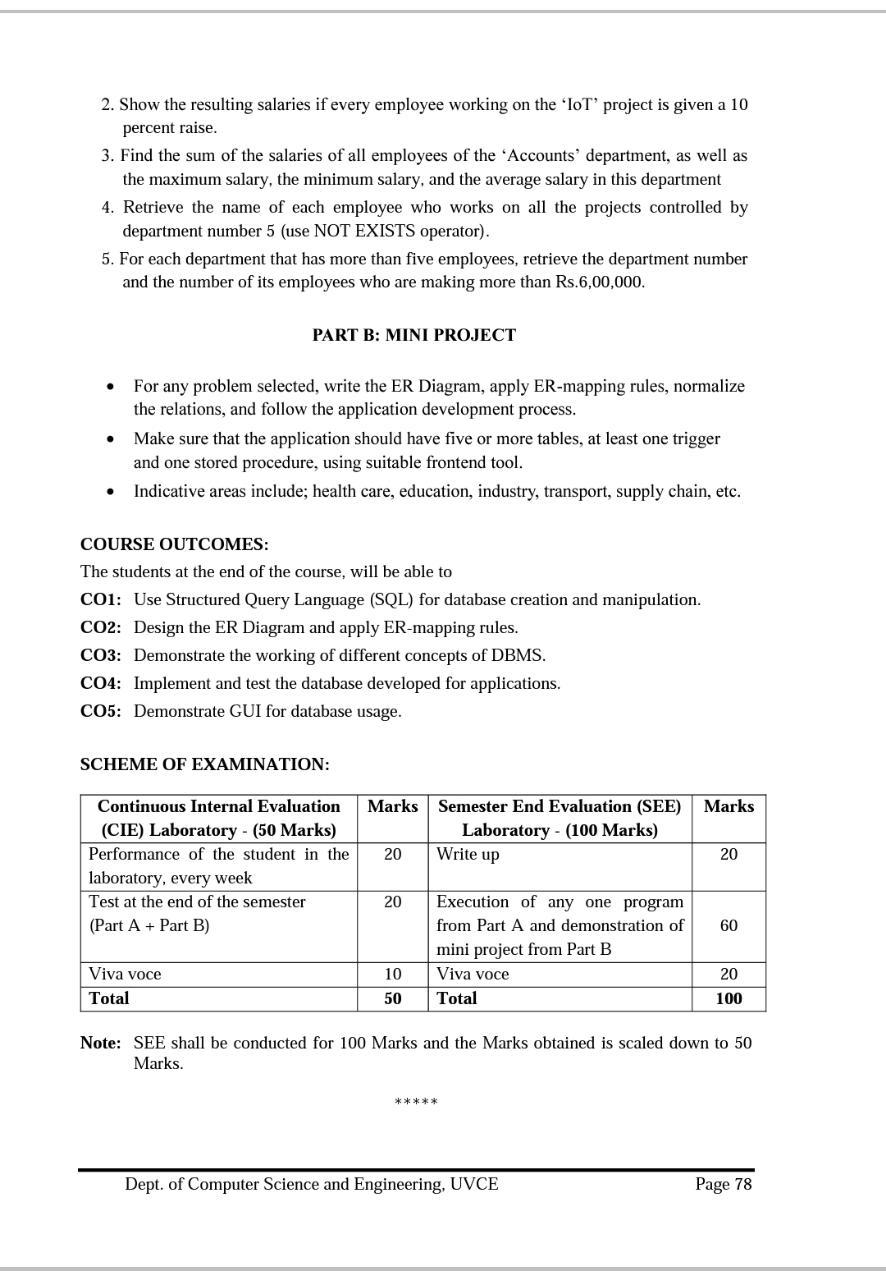 2. Show the resulting salaries if every employee working on the ‘IoT’ project is given a 10
percent raise.
3. Find the sum of the salaries of all employees of the ‘Accounts’ department, as well as
the maximum salary, the minimum salary, and the average salary in this department
4. Retrieve the name of each employee who works on all the projects controlled by
department number 5 (use NOT EXISTS operator).
5. For each department that has more than five employees, retrieve the department number
and the number of its employees who are making more than Rs.6,00,000.
PART B: MINI PROJECT
• For any problem selected, write the ER Diagram, apply ER-mapping rules, normalize
the relations, and follow the application development process.
• Make sure that the application should have five or more tables, at least one trigger
and one stored procedure, using suitable frontend tool.
• Indicative areas include; health care, education, industry, transport, supply chain, etc.
COURSE OUTCOMES:
The students at the end of the course, will be able to
CO1: Use Structured Query Language (SQL) for database creation and manipulation.
CO2: Design the ER Diagram and apply ER-mapping rules.
CO3: Demonstrate the working of different concepts of DBMS.
CO4: Implement and test the database developed for applications.
CO5: Demonstrate GUI for database usage.
SCHEME OF EXAMINATION:
Continuous Internal Evaluation Marks Semester End Evaluation (SEE) Marks
(CIE) Laboratory - (50 Marks) Laboratory - (100 Marks)
Performance of the student in the 20 Write up 20
laboratory, every week
Test at the end of the semester 20 Execution of any one program
(Part A + Part B) from Part A and demonstration of 60
mini project from Part B
Viva voce 10 Viva voce 20
Total 50 Total 100
Note: SEE shall be conducted for 100 Marks and the Marks obtained is scaled down to 50
Marks.
*****
Dept. of Computer Science and Engineering, UVCE Page 78